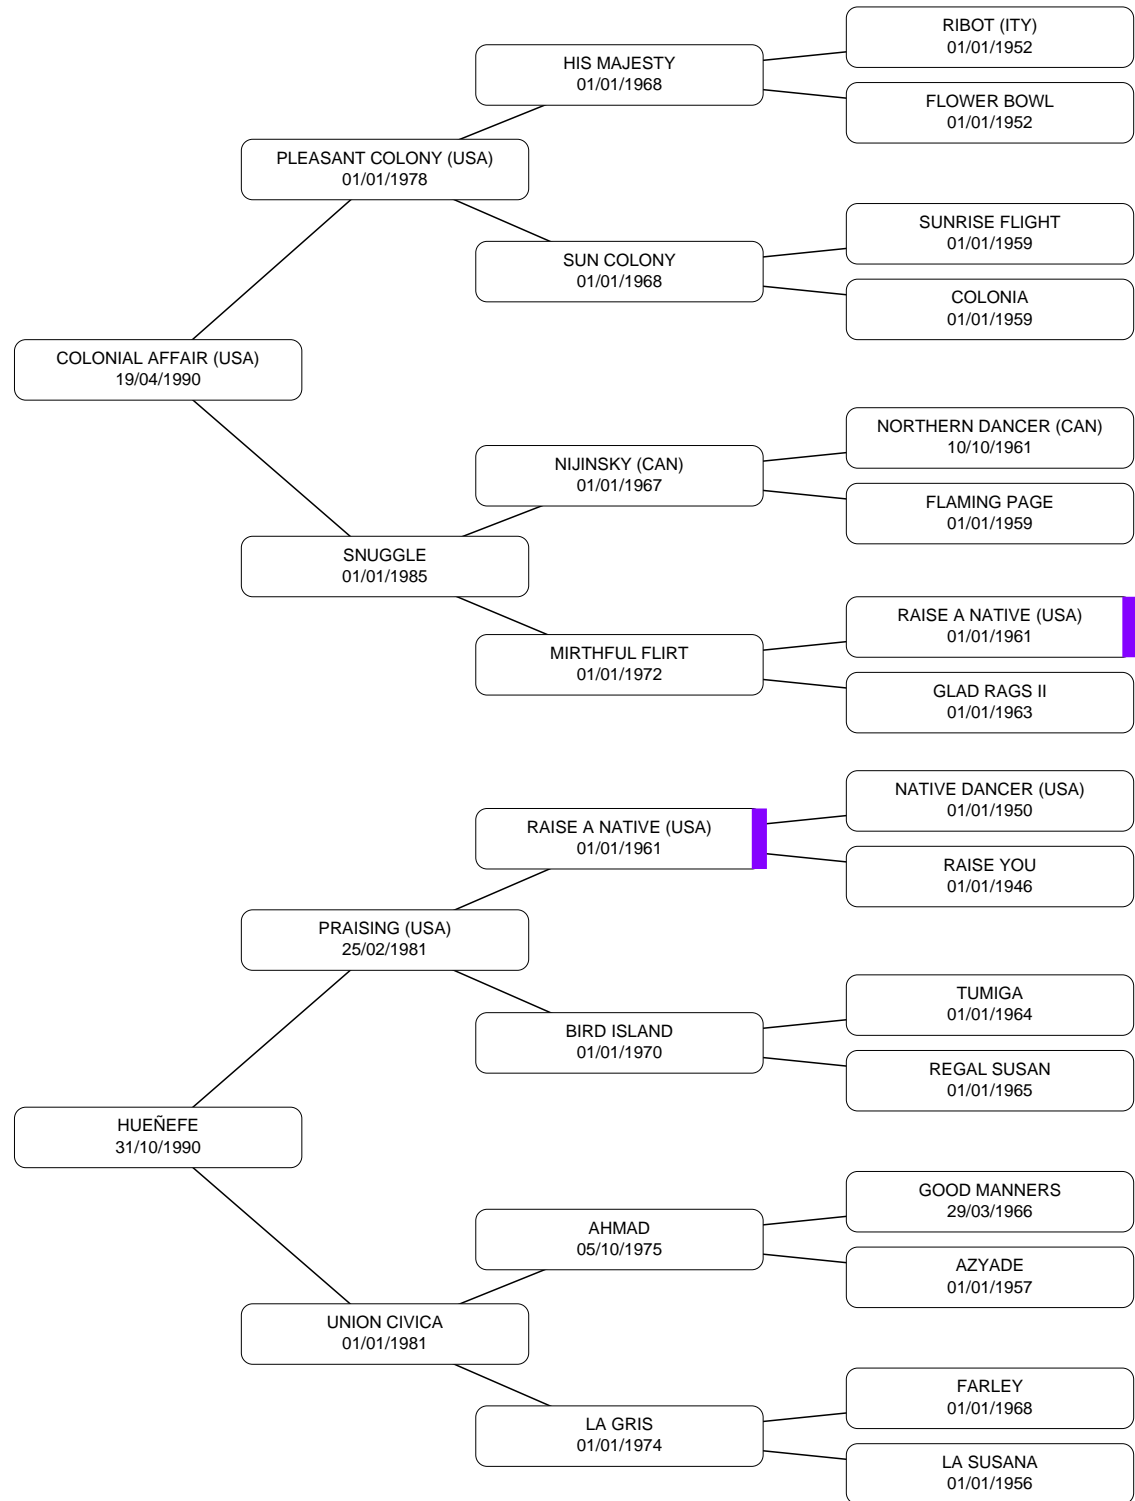 RIBOT (ITY)
01/01/1952
HIS MAJESTY
01/01/1968
FLOWER BOWL
01/01/1952
PLEASANT COLONY (USA)
01/01/1978
SUNRISE FLIGHT
01/01/1959
SUN COLONY
01/01/1968
COLONIA
01/01/1959
COLONIAL AFFAIR (USA)
19/04/1990
NORTHERN DANCER (CAN)
10/10/1961
NIJINSKY (CAN)
01/01/1967
FLAMING PAGE
01/01/1959
SNUGGLE
01/01/1985
RAISE A NATIVE (USA)
01/01/1961
MIRTHFUL FLIRT
01/01/1972
GLAD RAGS II
01/01/1963
NATIVE DANCER (USA)
01/01/1950
RAISE A NATIVE (USA)
01/01/1961
RAISE YOU
01/01/1946
PRAISING (USA)
25/02/1981
TUMIGA
01/01/1964
BIRD ISLAND
01/01/1970
REGAL SUSAN
01/01/1965
HUEÑEFE
31/10/1990
GOOD MANNERS
29/03/1966
AHMAD
05/10/1975
AZYADE
01/01/1957
UNION CIVICA
01/01/1981
FARLEY
01/01/1968
LA GRIS
01/01/1974
LA SUSANA
01/01/1956